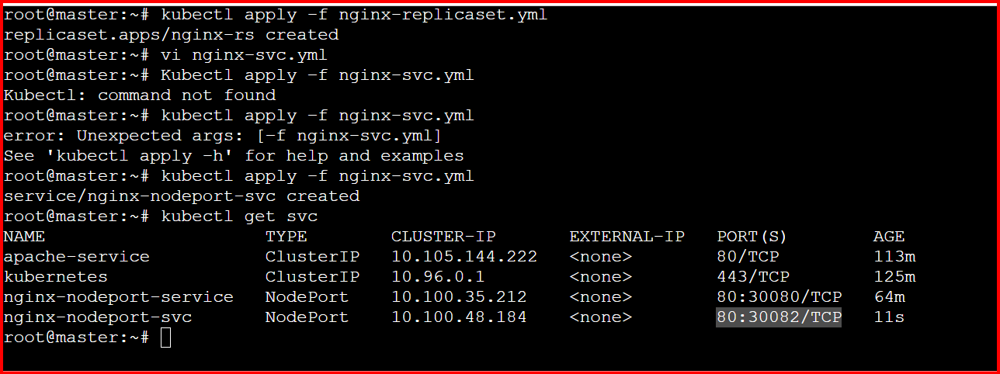 root@master:~# kubectl apply -f nginx-replicaset.yml
replicaset.apps/nginx-rs created
root@master:~# vi nginx-svc.yml
root@master:~# Kubectl apply -f nginx-svc.yml
Kubectl: command not found
root@master:~# kubectl apply –f nginx-svc.yml
error: Unexpected args: [–f nginx-svc.yml]
See 'kubectl apply -h' for help and examples
root@master:~# kubectl apply -f nginx-svc.yml
service/nginx-nodeport-svc created
root@master:~# kubectl get svc
NAME TYPE CLUSTER-IP EXTERNAL-IP PORT(S) AGE
apache-service ClusterIP 10.105.144.222 <none> 80/TCP 113m
kubernetes ClusterIP 10.96.0.1 <none> 443/TCP 125m
nginx-nodeport-service NodePort 10.100.35.212 <none> 80:30080/TCP 64m
nginx-nodeport-svc NodePort 10.100.48.184 <none> 80:30082/TCP 11s
root@master:~#